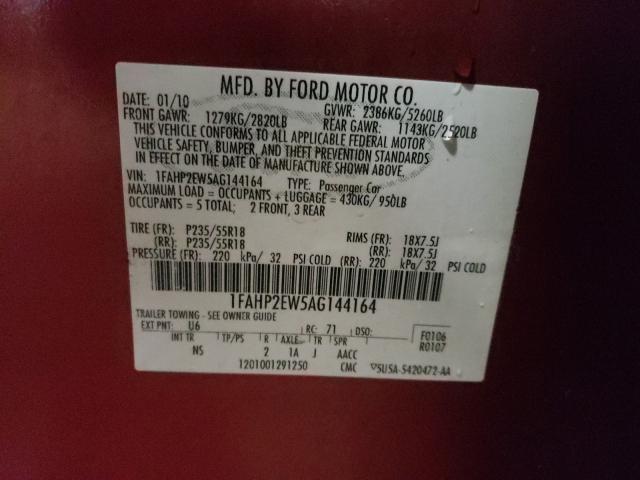 MFD. BY FORD MOTOR CO.
DATE: 01/10 GVWR: 2386KG/5260LB
FRONT GAWR: 1279KG/2820LB REAR GAWR: 1143KG/2520LB
THIS VEHICLE CONFORMS TO ALL APPLICABLE FEDERAL MOTOR
VEHICLE SAFETY, BUMPER, AND THEFT PREVENTION STANDARDS
IN EFFECT ON THE DATE OF MANUFACTURE SHOWN ABOVE.
VIN: 1FAHP2EW5AG144164 TYPE: Passenger Car
MAXIMUM LOAD = OCCUPANTS + LUGGAGE = 430KG/950LB
OCCUPANTS = 5 TOTAL; 2 FRONT, 3 REAR
TIRE (FR): P235/55R18 RIMS (FR): 18X7.5J
(RR): P235/55R18 (RR): 18X7.5J
PRESSURE (FR): 220 kPa/ 32 PSI COLD (RR): 220 kPa/ 32 PSI COLD
1FAHP2EW5AG144164
TRAILER TOWING - SEE OWNER GUIDE
EXT PNT: U6 RC: 71 DSO: F0106
INT TR TP/PS R AXLE TR SPR R0107
NS 2 1A J AACC
1201001291250 CMC ▽5USA-5420472-AA